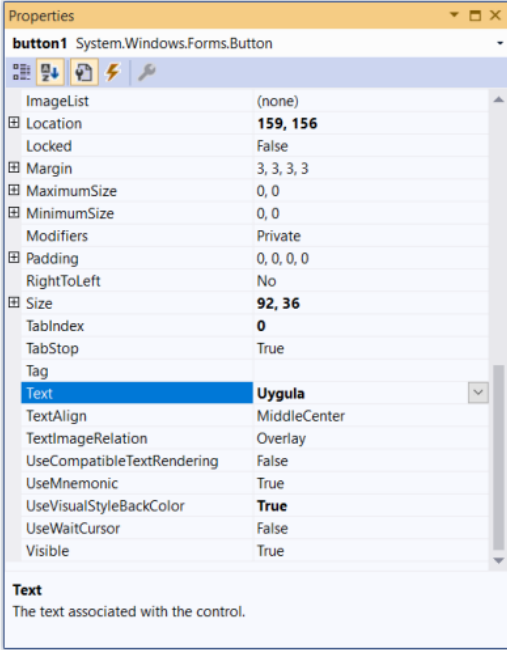 Properties
button1 System.Windows.Forms.Button
ImageList (none)
Location 159, 156
Locked False
Margin 3, 3, 3, 3
MaximumSize 0, 0
MinimumSize 0, 0
Modifiers Private
Padding 0, 0, 0, 0
RightToLeft No
Size 92, 36
TabIndex 0
TabStop True
Tag
Text Uygula
TextAlign MiddleCenter
TextImageRelation Overlay
UseCompatibleTextRendering False
UseMnemonic True
UseVisualStyleBackColor True
UseWaitCursor False
Visible True
Text
The text associated with the control.